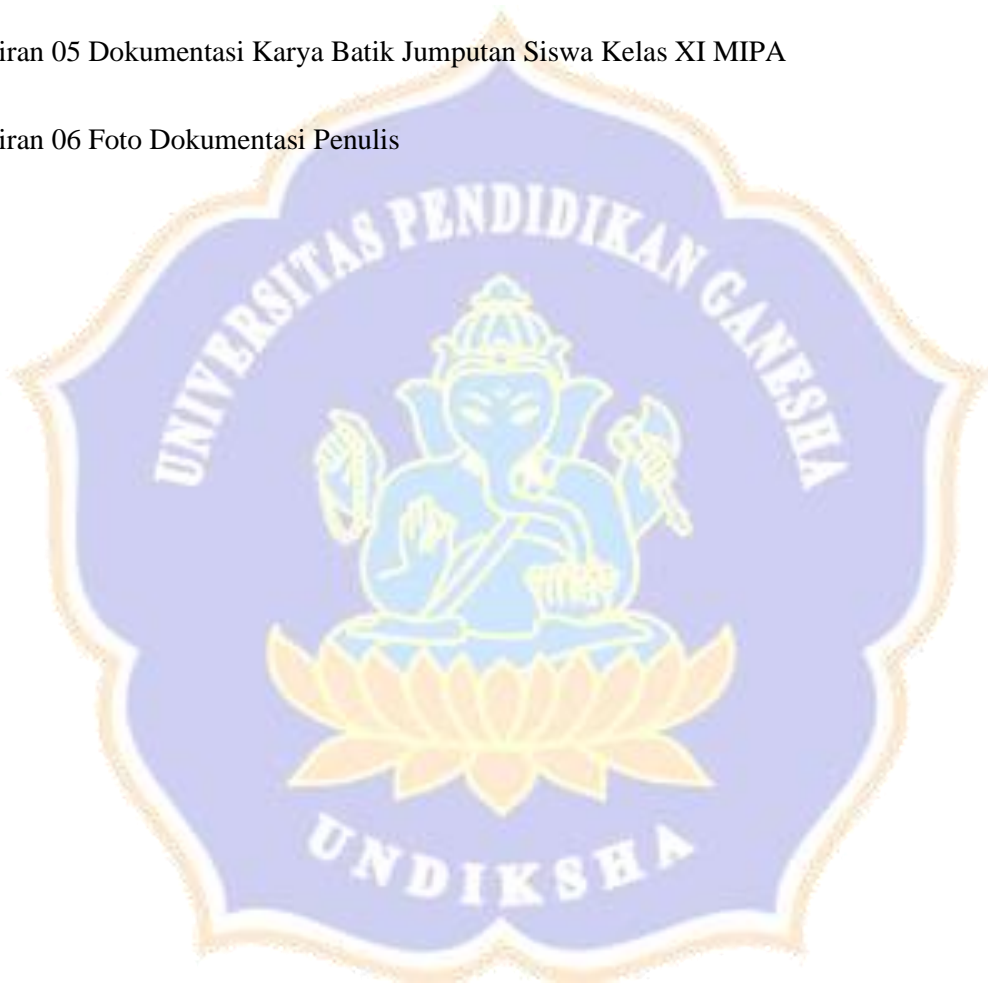 iran 05 Dokumentasi Karya Batik Jumputan Siswa Kelas XI MIPA
iran 06 Foto Dokumentasi Penulis
UNIVERSITAS PENDIDIKAN GANESHA
UNDIKSHA